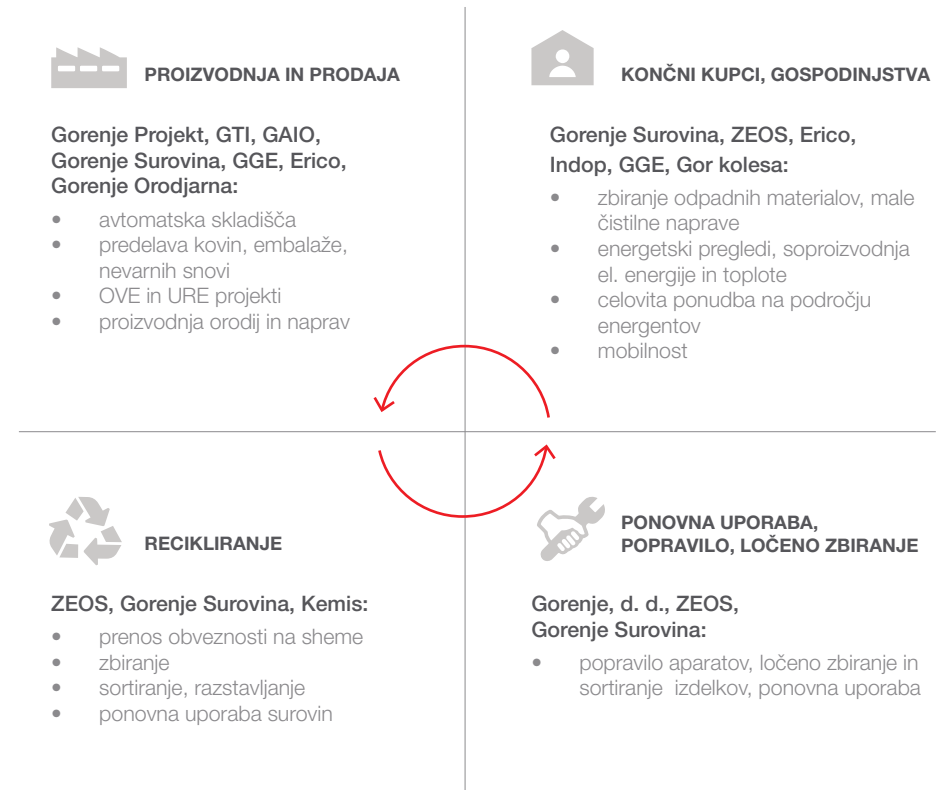 PROIZVODNJA IN PRODAJA
Gorenje Projekt, GTI, GAIO,
Gorenje Surovina, GGE, Erico,
Gorenje Orodjarna:
• avtomatska skladišča
• predelava kovin, embalaže,
nevarnih snovi
• OVE in URE projekti
• proizvodnja orodij in naprav
KONČNI KUPCI, GOSPODINJSTVA
Gorenje Surovina, ZEOS, Erico,
Indop, GGE, Gor kolesa:
• zbiranje odpadnih materialov, male
čistilne naprave
• energetski pregledi, soproizvodnja
el. energije in toplote
• celovita ponudba na področju
energentov
• mobilnost
RECIKLIRANJE
ZEOS, Gorenje Surovina, Kemis:
• prenos obveznosti na sheme
• zbiranje
• sortiranje, razstavljanje
• ponovna uporaba surovin
PONOVNA UPORABA,
POPRAVILO, LOČENO ZBIRANJE
Gorenje, d. d., ZEOS,
Gorenje Surovina:
• popravilo aparatov, ločeno zbiranje in
sortiranje izdelkov, ponovna uporaba